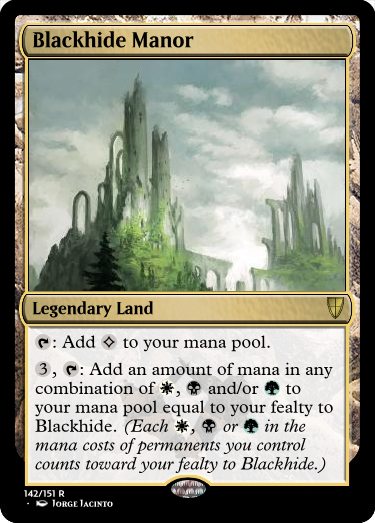 Blackhide Manor
Legendary Land
: Add to your mana pool.
3, : Add an amount of mana in any
combination of , and/or to
your mana pool equal to your fealty to
Blackhide. (Each , or in the
mana costs of permanents you control
counts toward your fealty to Blackhide.)
142/151 R
· Jorge Jacinto